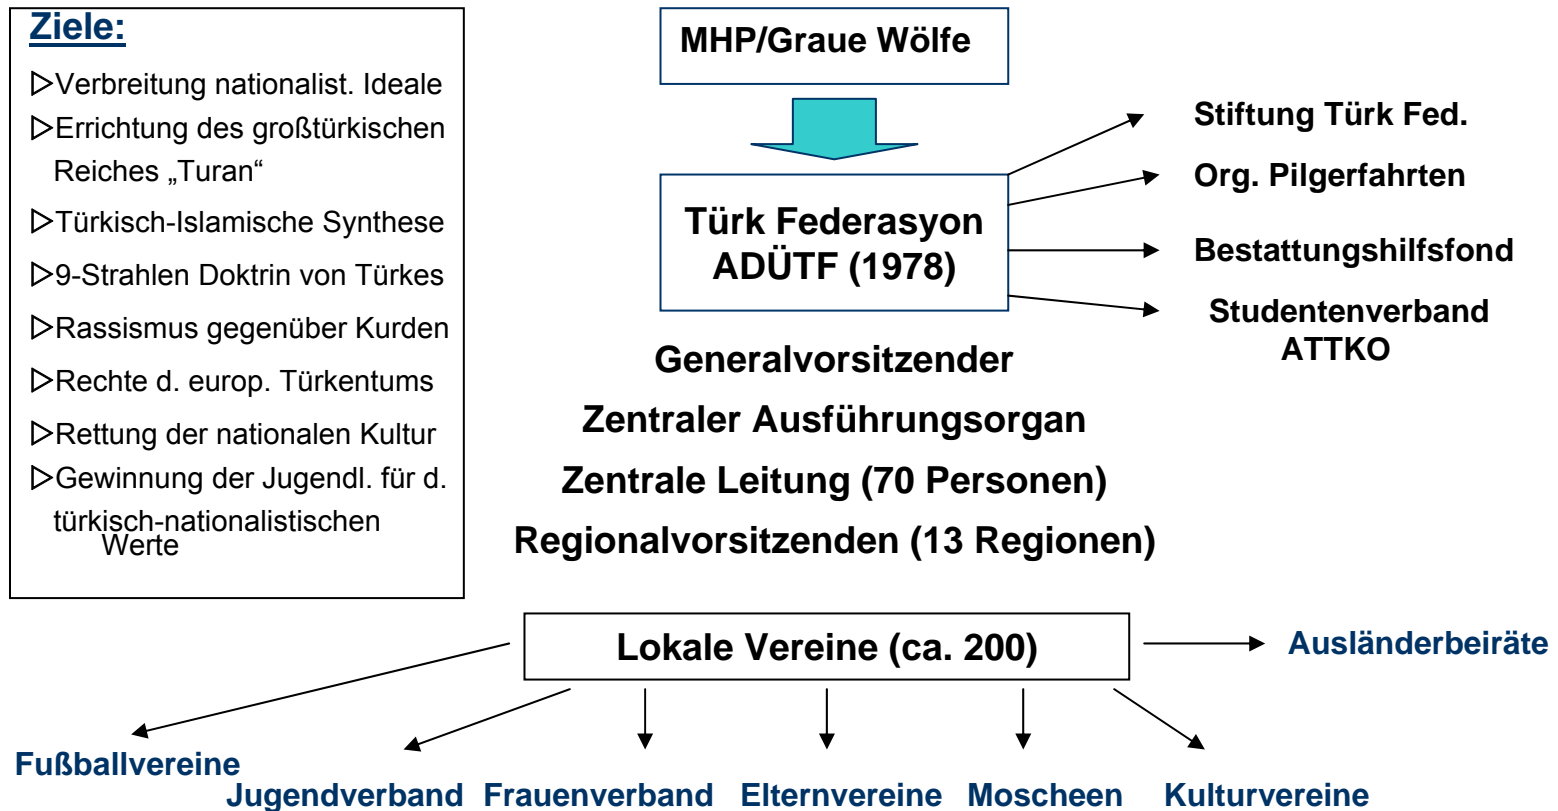 Ziele:
▷Verbreitung nationalist. Ideale
▷Errichtung des großtürkischen
Reiches „Turan“
▷Türkisch-Islamische Synthese
▷9-Strahlen Doktrin von Türkes
▷Rassismus gegenüber Kurden
▷Rechte d. europ. Türkentums
▷Rettung der nationalen Kultur
▷Gewinnung der Jugendl. für d.
türkisch-nationalistischen
Werte
MHP/Graue Wölfe
Türk Federasyon
ADÜTF (1978)
Stiftung Türk Fed.
Org. Pilgerfahrten
Bestattungshilfsfond
Studentenverband
ATTKO
Generalvorsitzender
Zentraler Ausführungsorgan
Zentrale Leitung (70 Personen)
Regionalvorsitzenden (13 Regionen)
Lokale Vereine (ca. 200)
Ausländerbeiräte
Fußballvereine
Jugendverband
Frauenverband
Elternvereine
Moscheen
Kulturvereine